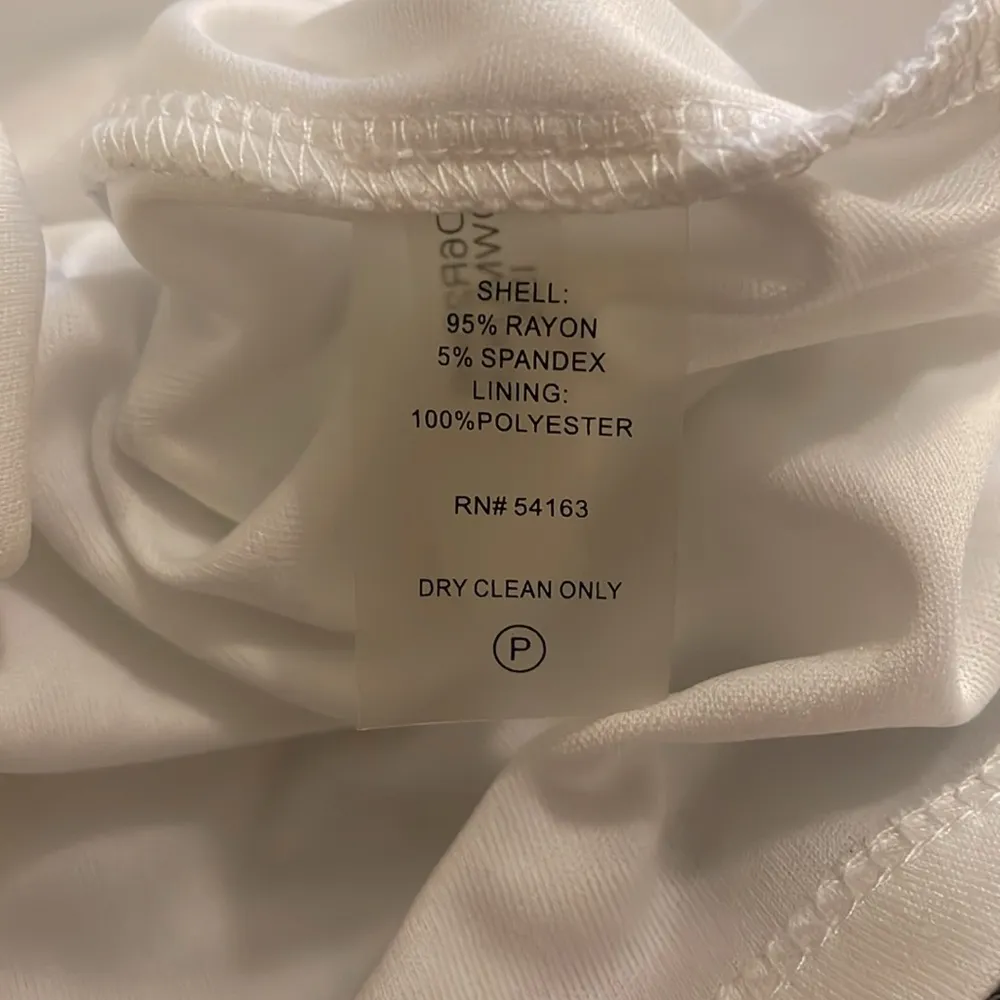 SHELL:
95% RAYON
5% SPANDEX
LINING:
100%POLYESTER
RN# 54163
DRY CLEAN ONLY
P